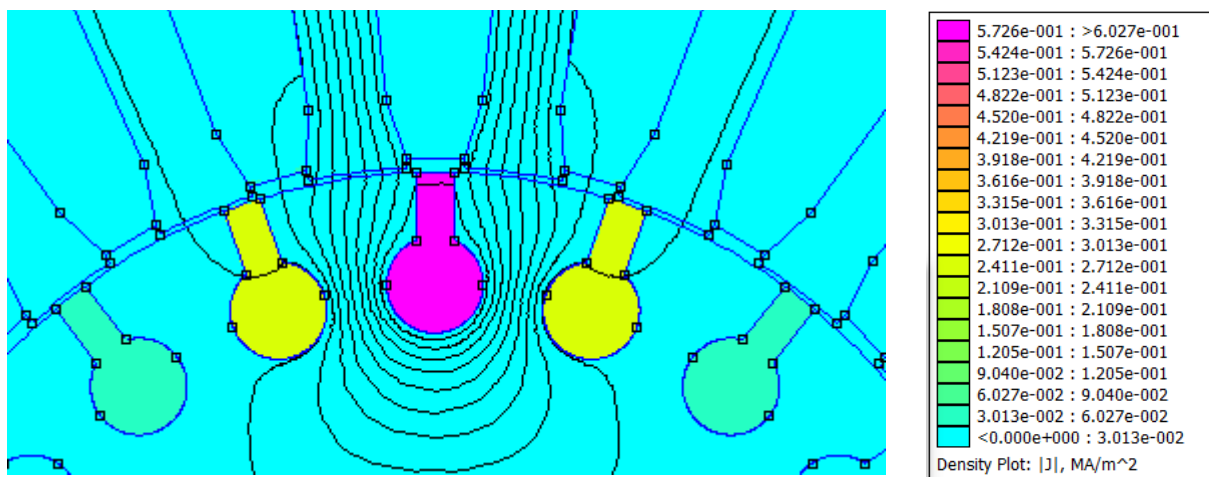 5.726e-001 : >6.027e-001
5.424e-001 : 5.726e-001
5.123e-001 : 5.424e-001
4.822e-001 : 5.123e-001
4.520e-001 : 4.822e-001
4.219e-001 : 4.520e-001
3.918e-001 : 4.219e-001
3.616e-001 : 3.918e-001
3.315e-001 : 3.616e-001
3.013e-001 : 3.315e-001
2.712e-001 : 3.013e-001
2.411e-001 : 2.712e-001
2.109e-001 : 2.411e-001
1.808e-001 : 2.109e-001
1.507e-001 : 1.808e-001
1.205e-001 : 1.507e-001
9.040e-002 : 1.205e-001
6.027e-002 : 9.040e-002
3.013e-002 : 6.027e-002
<0.000e+000 : 3.013e-002
Density Plot: |J|, MA/m^2